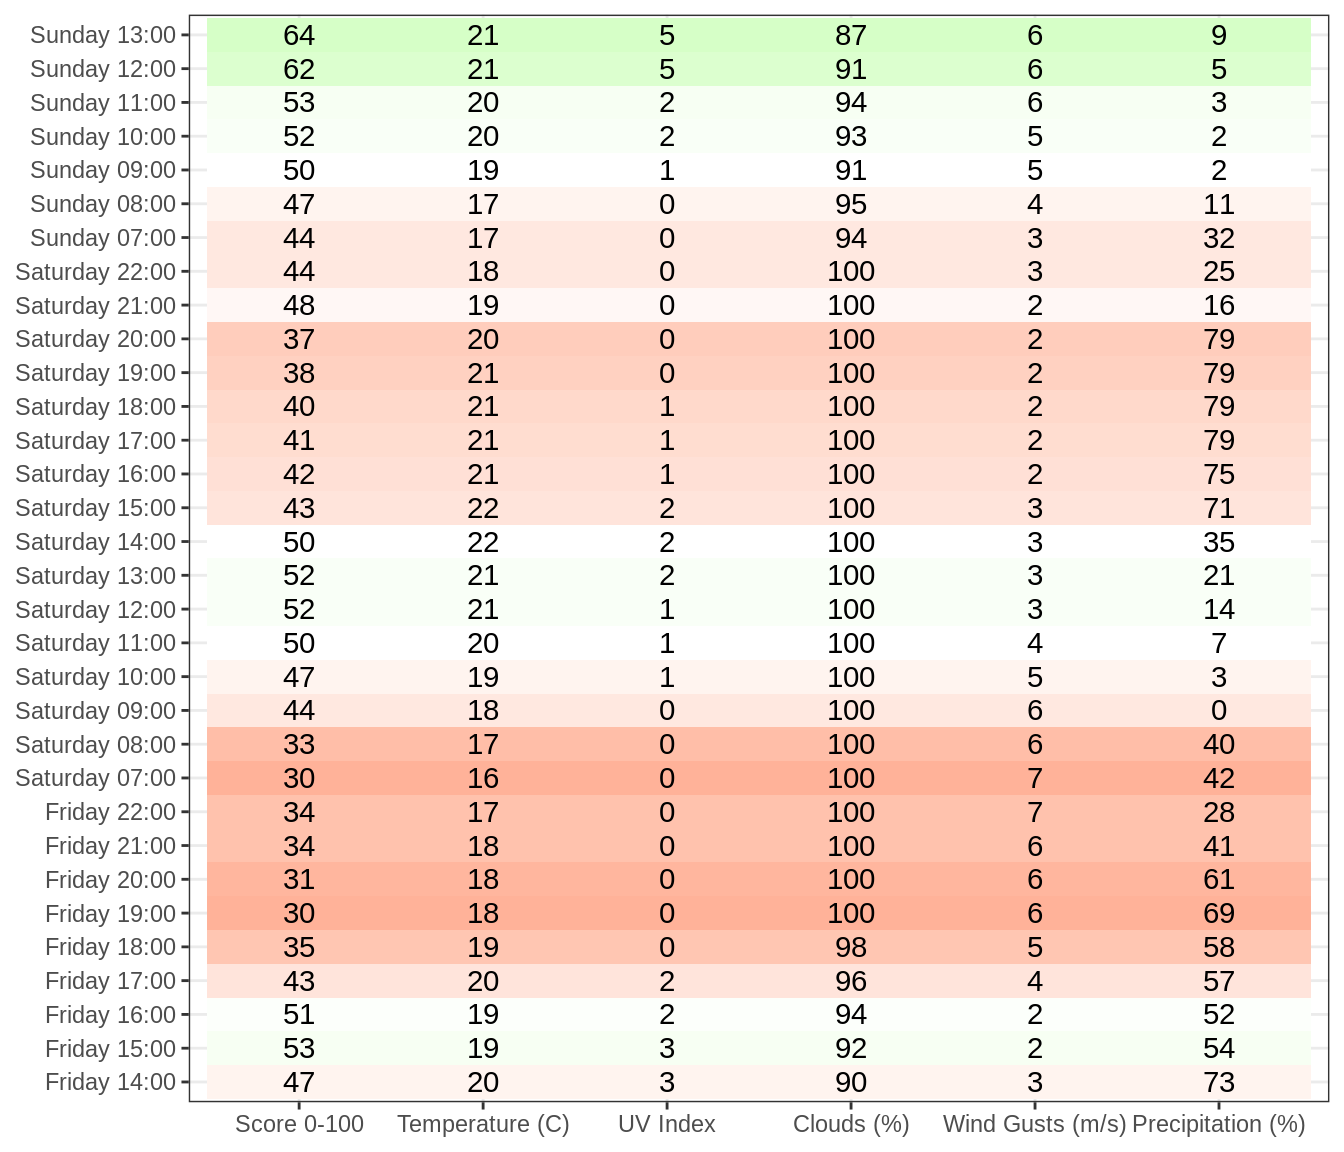 Sunday 13:00 64 21 5 87 6 9
Sunday 12:00 62 21 5 91 6 5
Sunday 11:00 53 20 2 94 6 3
Sunday 10:00 52 20 2 93 5 2
Sunday 09:00 50 19 1 91 5 2
Sunday 08:00 47 17 0 95 4 11
Sunday 07:00 44 17 0 94 3 32
Saturday 22:00 44 18 0 100 3 25
Saturday 21:00 48 19 0 100 2 16
Saturday 20:00 37 20 0 100 2 79
Saturday 19:00 38 21 0 100 2 79
Saturday 18:00 40 21 1 100 2 79
Saturday 17:00 41 21 1 100 2 79
Saturday 16:00 42 21 1 100 2 75
Saturday 15:00 43 22 2 100 3 71
Saturday 14:00 50 22 2 100 3 35
Saturday 13:00 52 21 2 100 3 21
Saturday 12:00 52 21 1 100 3 14
Saturday 11:00 50 20 1 100 4 7
Saturday 10:00 47 19 1 100 5 3
Saturday 09:00 44 18 0 100 6 0
Saturday 08:00 33 17 0 100 6 40
Saturday 07:00 30 16 0 100 7 42
Friday 22:00 34 17 0 100 7 28
Friday 21:00 34 18 0 100 6 41
Friday 20:00 31 18 0 100 6 61
Friday 19:00 30 18 0 100 6 69
Friday 18:00 35 19 0 98 5 58
Friday 17:00 43 20 2 96 4 57
Friday 16:00 51 19 2 94 2 52
Friday 15:00 53 19 3 92 2 54
Friday 14:00 47 20 3 90 3 73
Score 0-100 Temperature (C) UV Index Clouds (%) Wind Gusts (m/s) Precipitation (%)